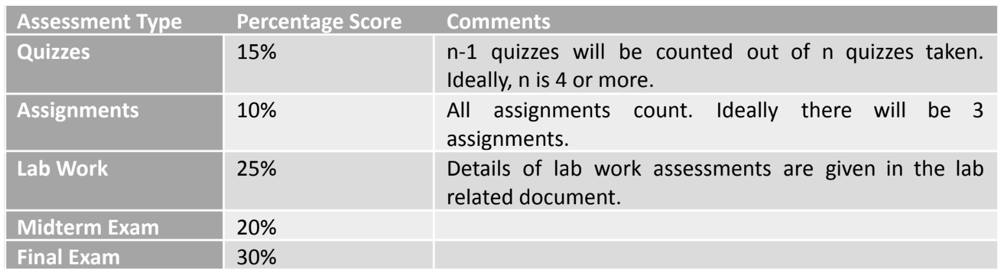 Assessment Type Percentage Score Comments
Quizzes 15% n-1 quizzes will be counted out of n quizzes taken.
Ideally, n is 4 or more.
Assignments 10% All assignments count. Ideally there will be 3
assignments.
Lab Work 25% Details of lab work assessments are given in the lab
related document.
Midterm Exam 20%
Final Exam 30%